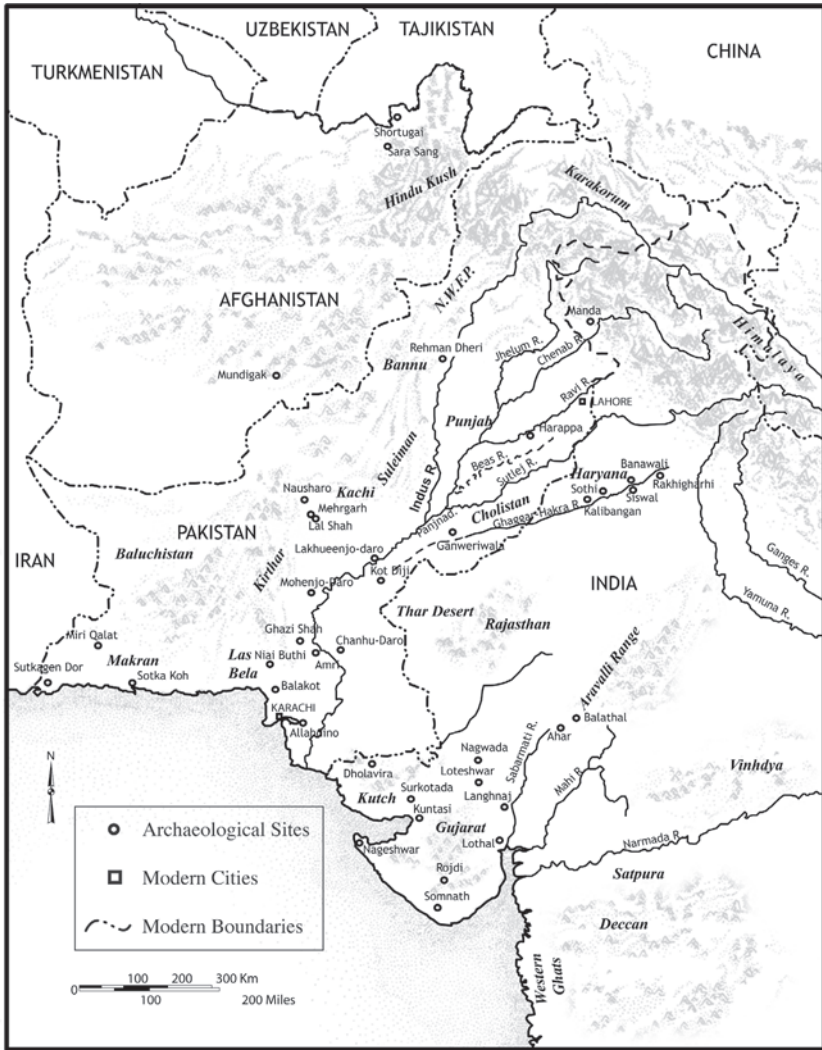 UZBEKISTAN
TAJIKISTAN
CHINA
TURKMENISTAN
Shortugai
Sara Sang
Hindu Kush
Karakorum
N.W.F.P.
AFGHANISTAN
Manda
Himalaya
Rehman Dheri
Jhelum R.
Chenab R.
Bannu
Mundigak
Ravi R.
LAHORE
Punjab
Harappa
Suleiman
Beas R.
Sutlej R.
Indus R.
Haryana
Banawali
Rakhigharhi
Nausharo
Kachi
Sothi
Siswal
Mehrgarh
Lal Shah
Panjnad.
Cholistan
Ghaggar-Hakra R.
Kalibangan
PAKISTAN
Ganweriwala
Ganges R.
IRAN
Baluchistan
Lakhueenjo-daro
Kirthar
Kot Diji
INDIA
Yamuna R.
Mohenjo-Daro
Thar Desert
Rajasthan
Ghazi Shah
Chanhu-Daro
Miri Qalat
Las
Bela
Niai Buthi
Amri
Makran
Aravalli Range
Sutkagen Dor
Sotka Koh
Balakot
KARACHI
Allahdino
Balathal
Ahar
N
Nagwada
Sabarmati R.
Dholavira
Loteshwar
Mahi R.
Vinhdya
Surkotada
Langhnaj
Kutch
Kuntasi
Gujarat
Lothal
Narmada R.
Nageshwar
Rojdi
Satpura
Somnath
Deccan
Western
Ghats
Archaeological Sites
Modern Cities
Modern Boundaries
0 100 200 300 Km
100 200 Miles